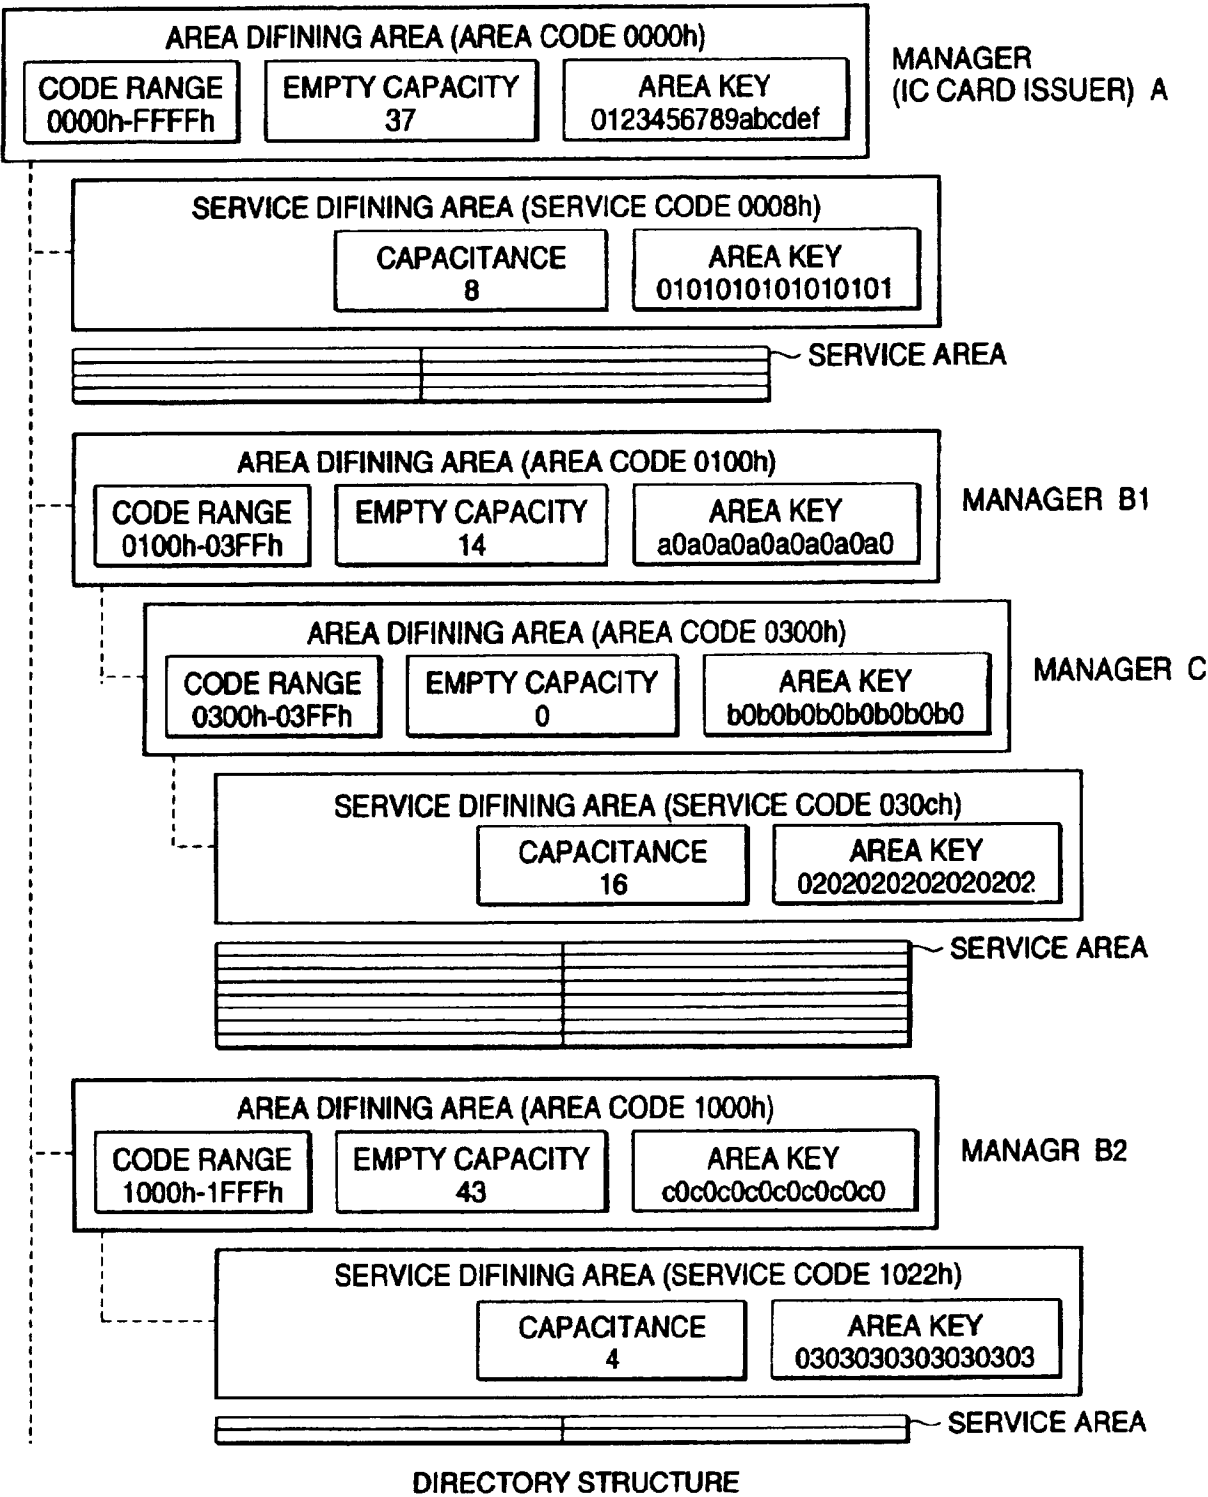 AREA DIFINING AREA (AREA CODE 0000h)
MANAGER
(IC CARD ISSUER) A
CODE RANGE
0000h-FFFFh
EMPTY CAPACITY
37
AREA KEY
0123456789abcdef
SERVICE DIFINING AREA (SERVICE CODE 0008h)
CAPACITANCE
8
AREA KEY
0101010101010101
SERVICE AREA
AREA DIFINING AREA (AREA CODE 0100h)
MANAGER B1
CODE RANGE
0100h-03FFh
EMPTY CAPACITY
14
AREA KEY
a0a0a0a0a0a0a0a0
AREA DIFINING AREA (AREA CODE 0300h)
MANAGER C
CODE RANGE
0300h-03FFh
EMPTY CAPACITY
0
AREA KEY
b0b0b0b0b0b0b0b0
SERVICE DIFINING AREA (SERVICE CODE 030ch)
CAPACITANCE
16
AREA KEY
0202020202020202
SERVICE AREA
AREA DIFINING AREA (AREA CODE 1000h)
MANAGR B2
CODE RANGE
1000h-1FFFh
EMPTY CAPACITY
43
AREA KEY
c0c0c0c0c0c0c0c0
SERVICE DIFINING AREA (SERVICE CODE 1022h)
CAPACITANCE
4
AREA KEY
0303030303030303
SERVICE AREA
DIRECTORY STRUCTURE